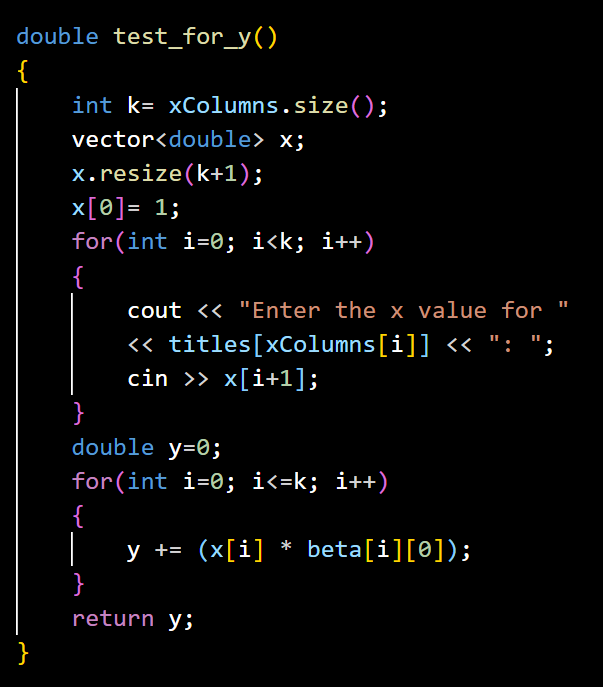 double test_for_y()
{
    int k= xColumns.size();
    vector<double> x;
    x.resize(k+1);
    x[0]= 1;
    for(int i=0; i<k; i++)
    {
        cout << "Enter the x value for "
        << titles[xColumns[i]] << ": ";
        cin >> x[i+1];
    }
    double y=0;
    for(int i=0; i<=k; i++)
    {
        y += (x[i] * beta[i][0]);
    }
    return y;
}